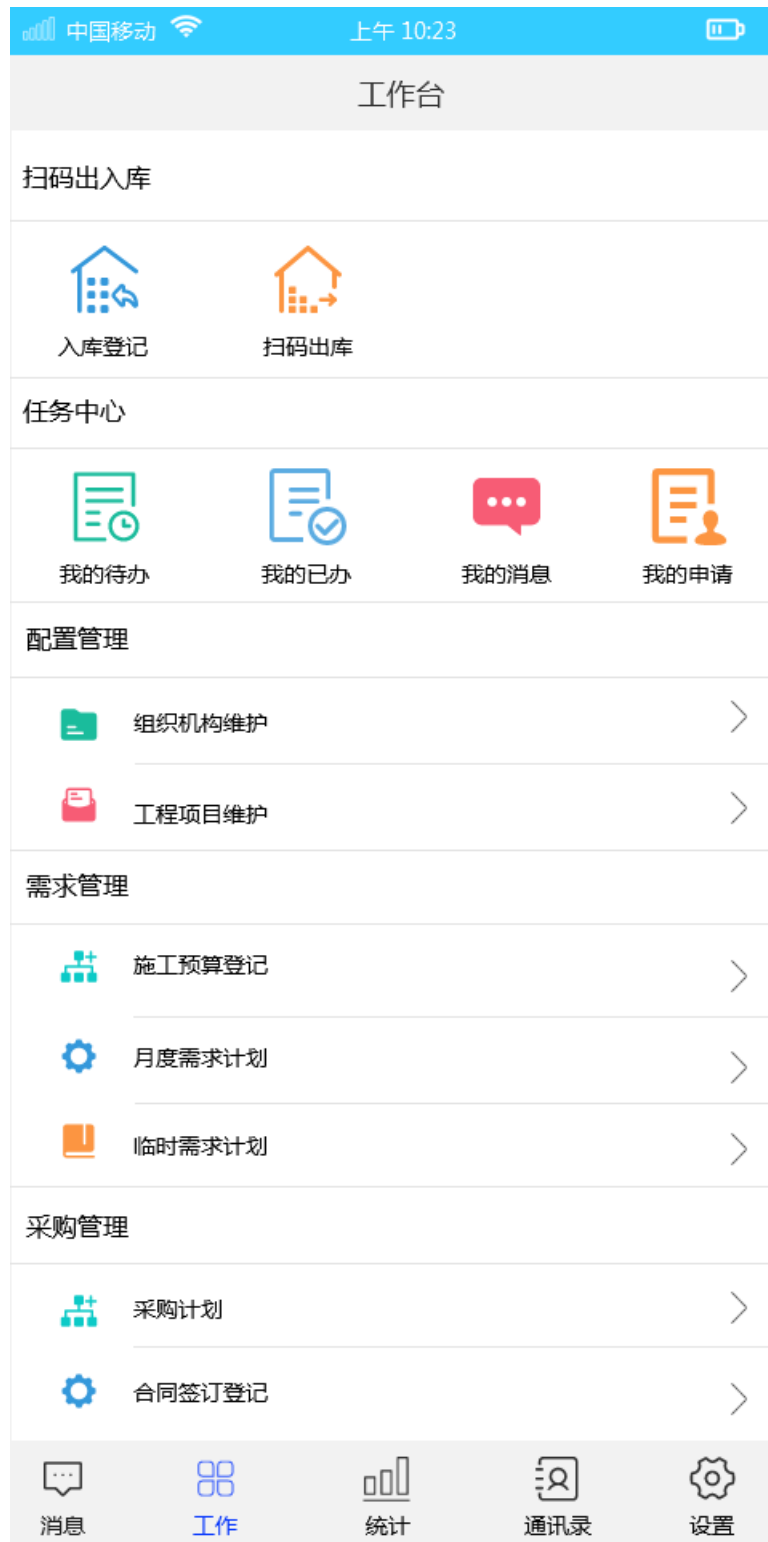 中国移动 上午 10:23
工作台
扫码出入库
入库登记 扫码出库
任务中心
我的待办 我的已办 我的消息 我的申请
配置管理
组织机构维护
工程项目维护
需求管理
施工预算登记
月度需求计划
临时需求计划
采购管理
采购计划
合同签订登记
消息 工作 统计 通讯录 设置